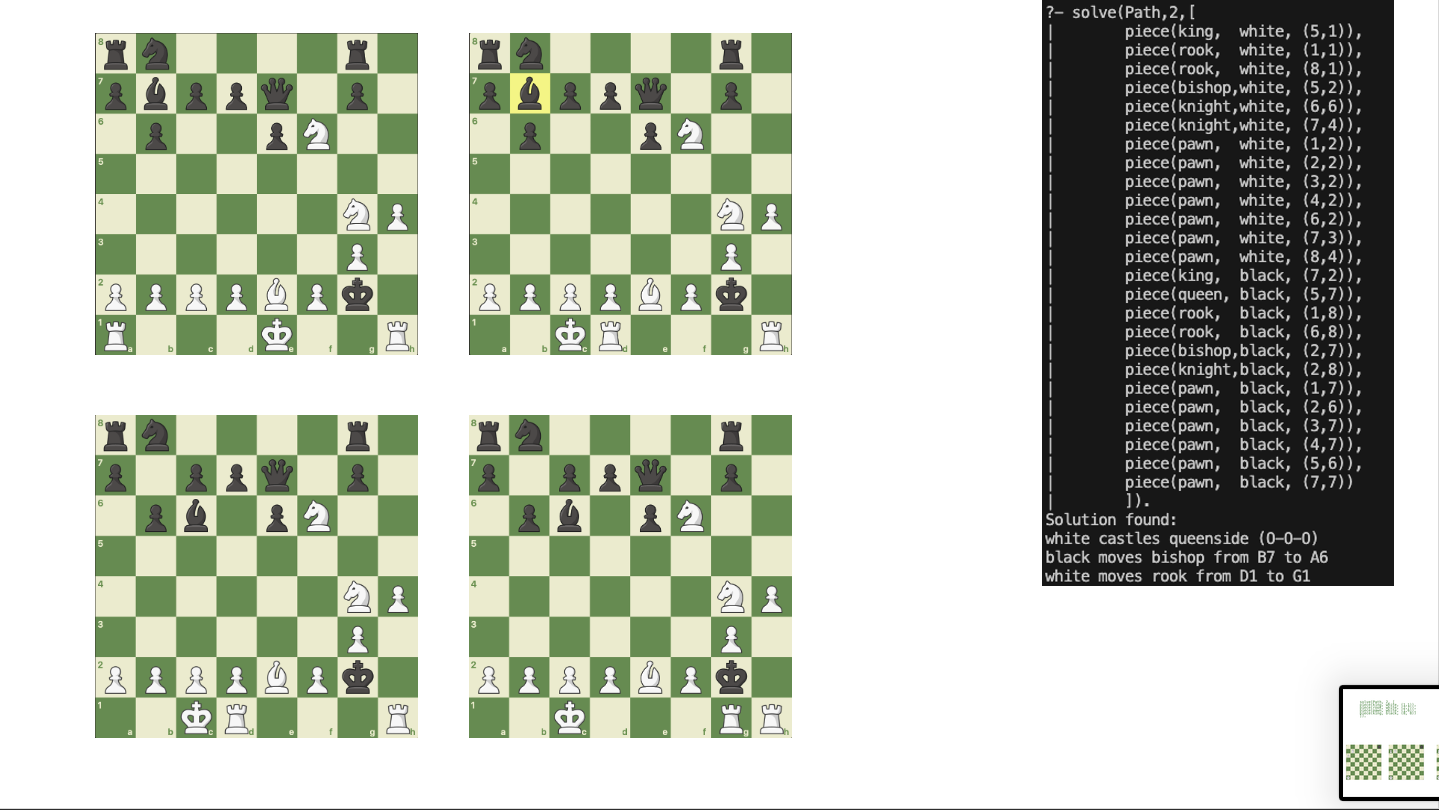 8
7
6
5
4
3
2
1
a b c d e f g h
8
7
6
5
4
3
2
1
a b c d e f g h
8
7
6
5
4
3
2
1
a b c d e f g h
8
7
6
5
4
3
2
1
a b c d e f g h
?- solve(Path,2,[
|       piece(king,  white, (5,1)),
|       piece(rook,  white, (1,1)),
|       piece(rook,  white, (8,1)),
|       piece(bishop,white, (5,2)),
|       piece(knight,white, (6,6)),
|       piece(knight,white, (7,4)),
|       piece(pawn,  white, (1,2)),
|       piece(pawn,  white, (2,2)),
|       piece(pawn,  white, (3,2)),
|       piece(pawn,  white, (4,2)),
|       piece(pawn,  white, (6,2)),
|       piece(pawn,  white, (7,3)),
|       piece(pawn,  white, (8,4)),
|       piece(king,  black, (7,2)),
|       piece(queen, black, (5,7)),
|       piece(rook,  black, (1,8)),
|       piece(rook,  black, (6,8)),
|       piece(bishop,black, (2,7)),
|       piece(knight,black, (2,8)),
|       piece(pawn,  black, (1,7)),
|       piece(pawn,  black, (2,6)),
|       piece(pawn,  black, (3,7)),
|       piece(pawn,  black, (4,7)),
|       piece(pawn,  black, (5,6)),
|       piece(pawn,  black, (7,7))
|       ]).
Solution found:
white castles queenside (O-O-O)
black moves bishop from B7 to A6
white moves rook from D1 to G1